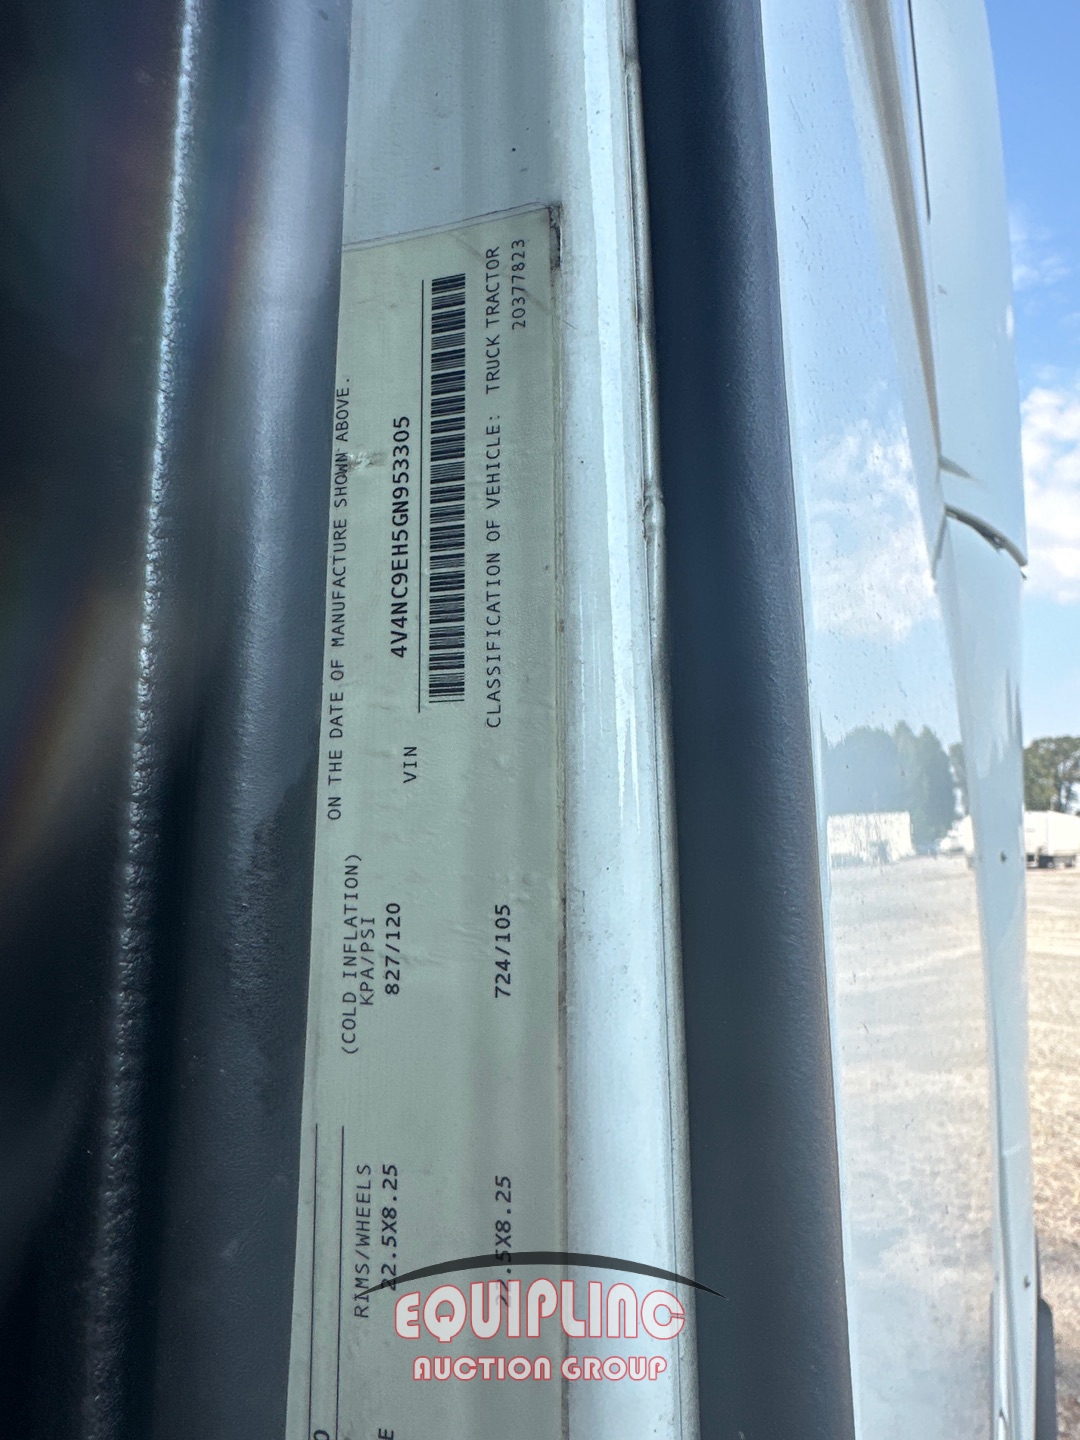 ON THE DATE OF MANUFACTURE SHOWN ABOVE.
(COLD INFLATION)
RIMS/WHEELS KPA/PSI
22.5X8.25 827/120 VIN 4V4NC9EH5GN953305
22.5X8.25 724/105 CLASSIFICATION OF VEHICLE: TRUCK TRACTOR
20377823
EQUIPLINC
AUCTION GROUP